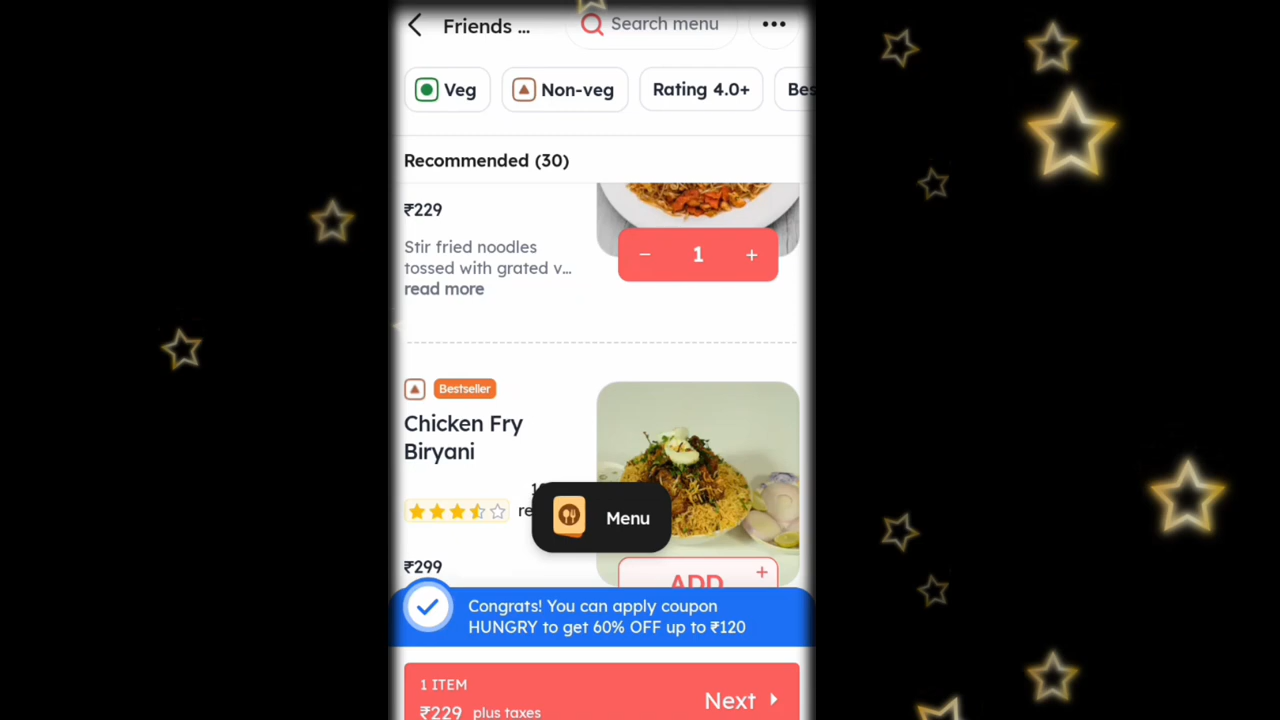 Friends ...
Search menu
Veg
Non-veg
Rating 4.0+
Recommended (30)
₹229
Stir fried noodles
tossed with grated v...
read more
1
Bestseller
Chicken Fry
Biryani
Menu
₹299
ADD
Congrats! You can apply coupon
HUNGRY to get 60% OFF up to ₹120
1 ITEM
Next
₹229 plus taxes